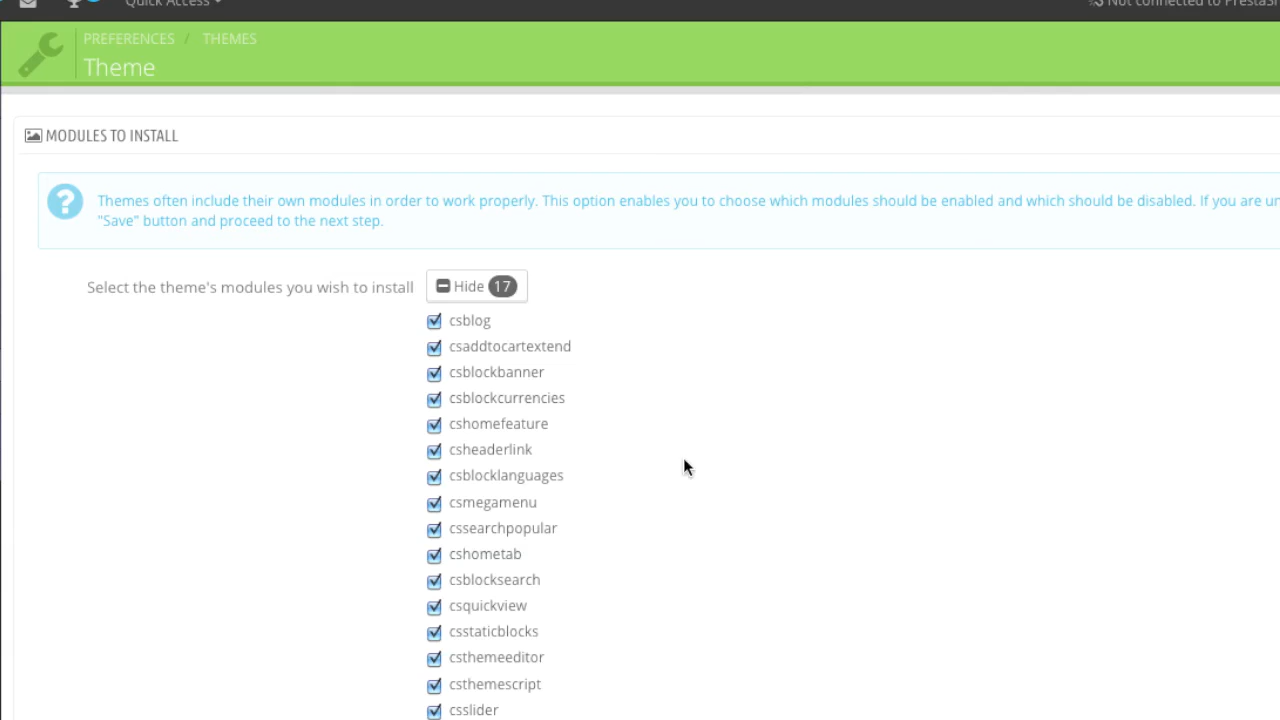 Quick Access
Not connected to PrestaSh
PREFERENCES / THEMES
Theme
MODULES TO INSTALL
Themes often include their own modules in order to work properly. This option enables you to choose which modules should be enabled and which should be disabled. If you are un
"Save" button and proceed to the next step.
Select the theme's modules you wish to install
Hide 17
csblog
csaddtocartextend
csblockbanner
csblockcurrencies
cshomefeature
csheaderlink
csblocklanguages
csmegamenu
cssearchpopular
cshometab
csblocksearch
csquickview
csstaticblocks
csthemeeditor
csthemescript
csslider